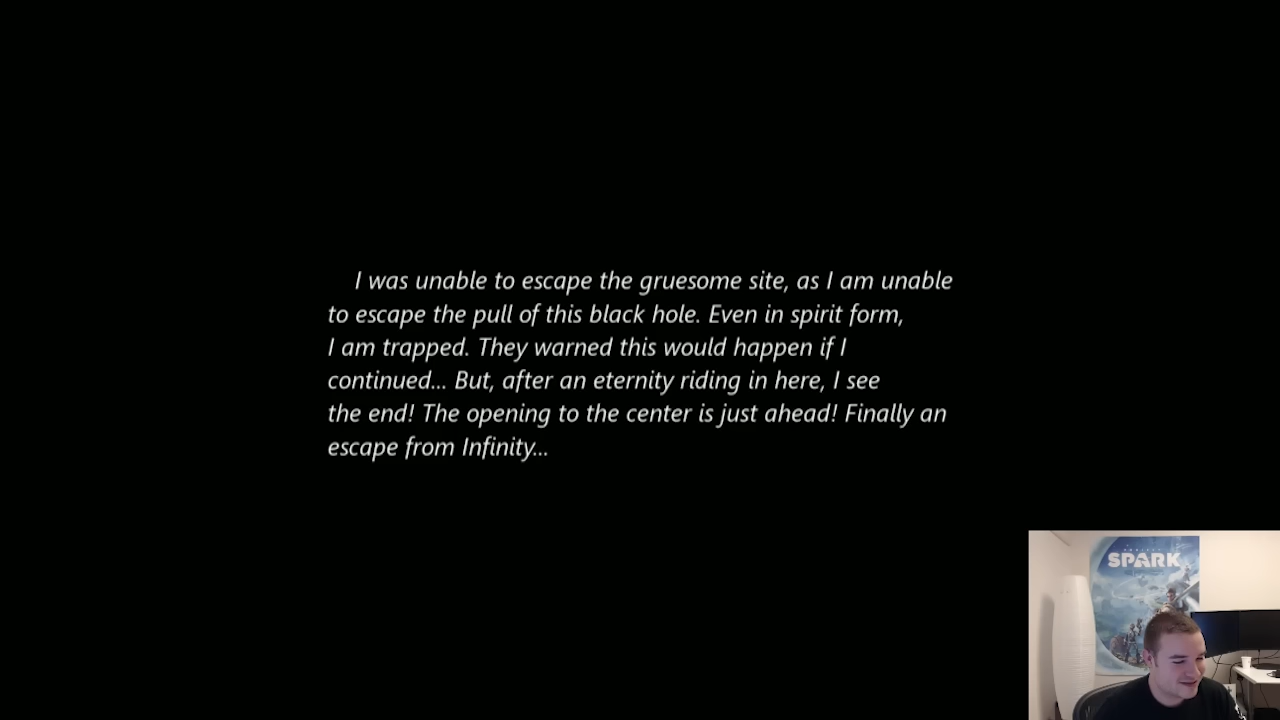 I was unable to escape the gruesome site, as I am unable
to escape the pull of this black hole. Even in spirit form,
I am trapped. They warned this would happen if I
continued... But, after an eternity riding in here, I see
the end! The opening to the center is just ahead! Finally an
escape from Infinity...
PROJECT
SPARK